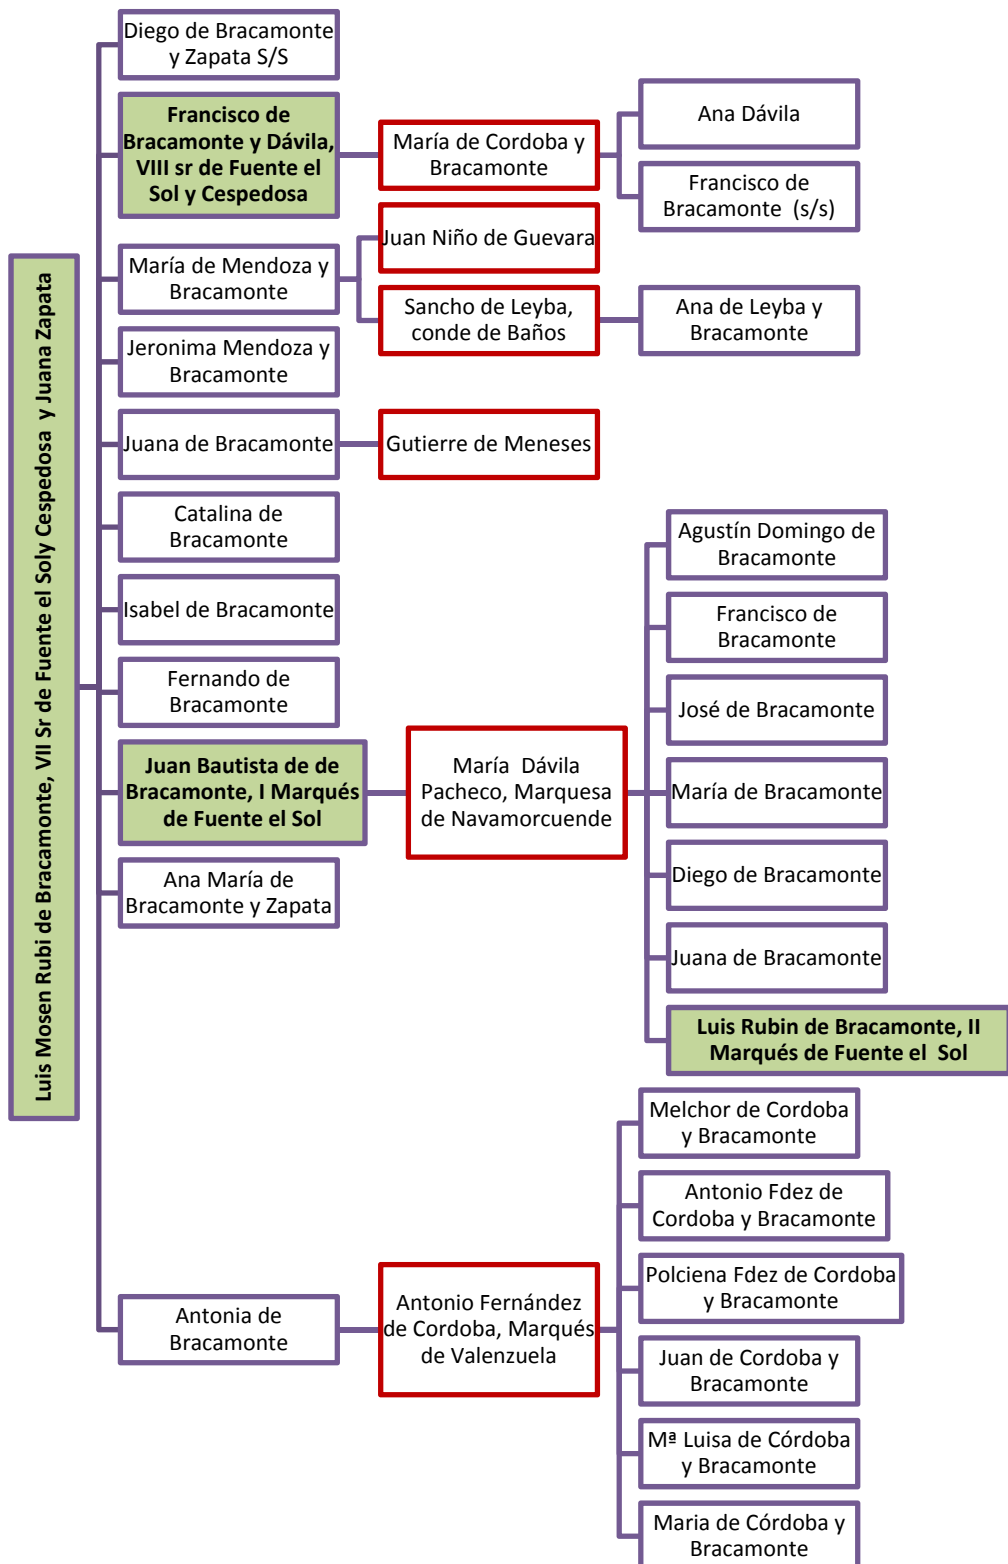 Luis Mosen Rubi de Bracamonte, VII Sr de Fuente el Soly Cespedosa y Juana Zapata
Diego de Bracamonte
y Zapata S/S
Francisco de
Bracamonte y Dávila,
VIII sr de Fuente el
Sol y Cespedosa
María de Cordoba y
Bracamonte
Ana Dávila
Francisco de
Bracamonte (s/s)
María de Mendoza y
Bracamonte
Juan Niño de Guevara
Sancho de Leyba,
conde de Baños
Ana de Leyba y
Bracamonte
Jeronima Mendoza y
Bracamonte
Juana de Bracamonte
Gutierre de Meneses
Catalina de
Bracamonte
Isabel de Bracamonte
Fernando de
Bracamonte
Juan Bautista de de
Bracamonte, I Marqués
de Fuente el Sol
María Dávila
Pacheco, Marquesa
de Navamorcuende
Agustín Domingo de
Bracamonte
Francisco de
Bracamonte
José de Bracamonte
María de Bracamonte
Diego de Bracamonte
Juana de Bracamonte
Luis Rubin de Bracamonte, II
Marqués de Fuente el Sol
Ana María de
Bracamonte y Zapata
Antonia de
Bracamonte
Antonio Fernández
de Cordoba, Marqués
de Valenzuela
Melchor de Cordoba
y Bracamonte
Antonio Fdez de
Cordoba y Bracamonte
Polciena Fdez de Cordoba
y Bracamonte
Juan de Cordoba y
Bracamonte
Mª Luisa de Córdoba
y Bracamonte
Maria de Córdoba y
Bracamonte